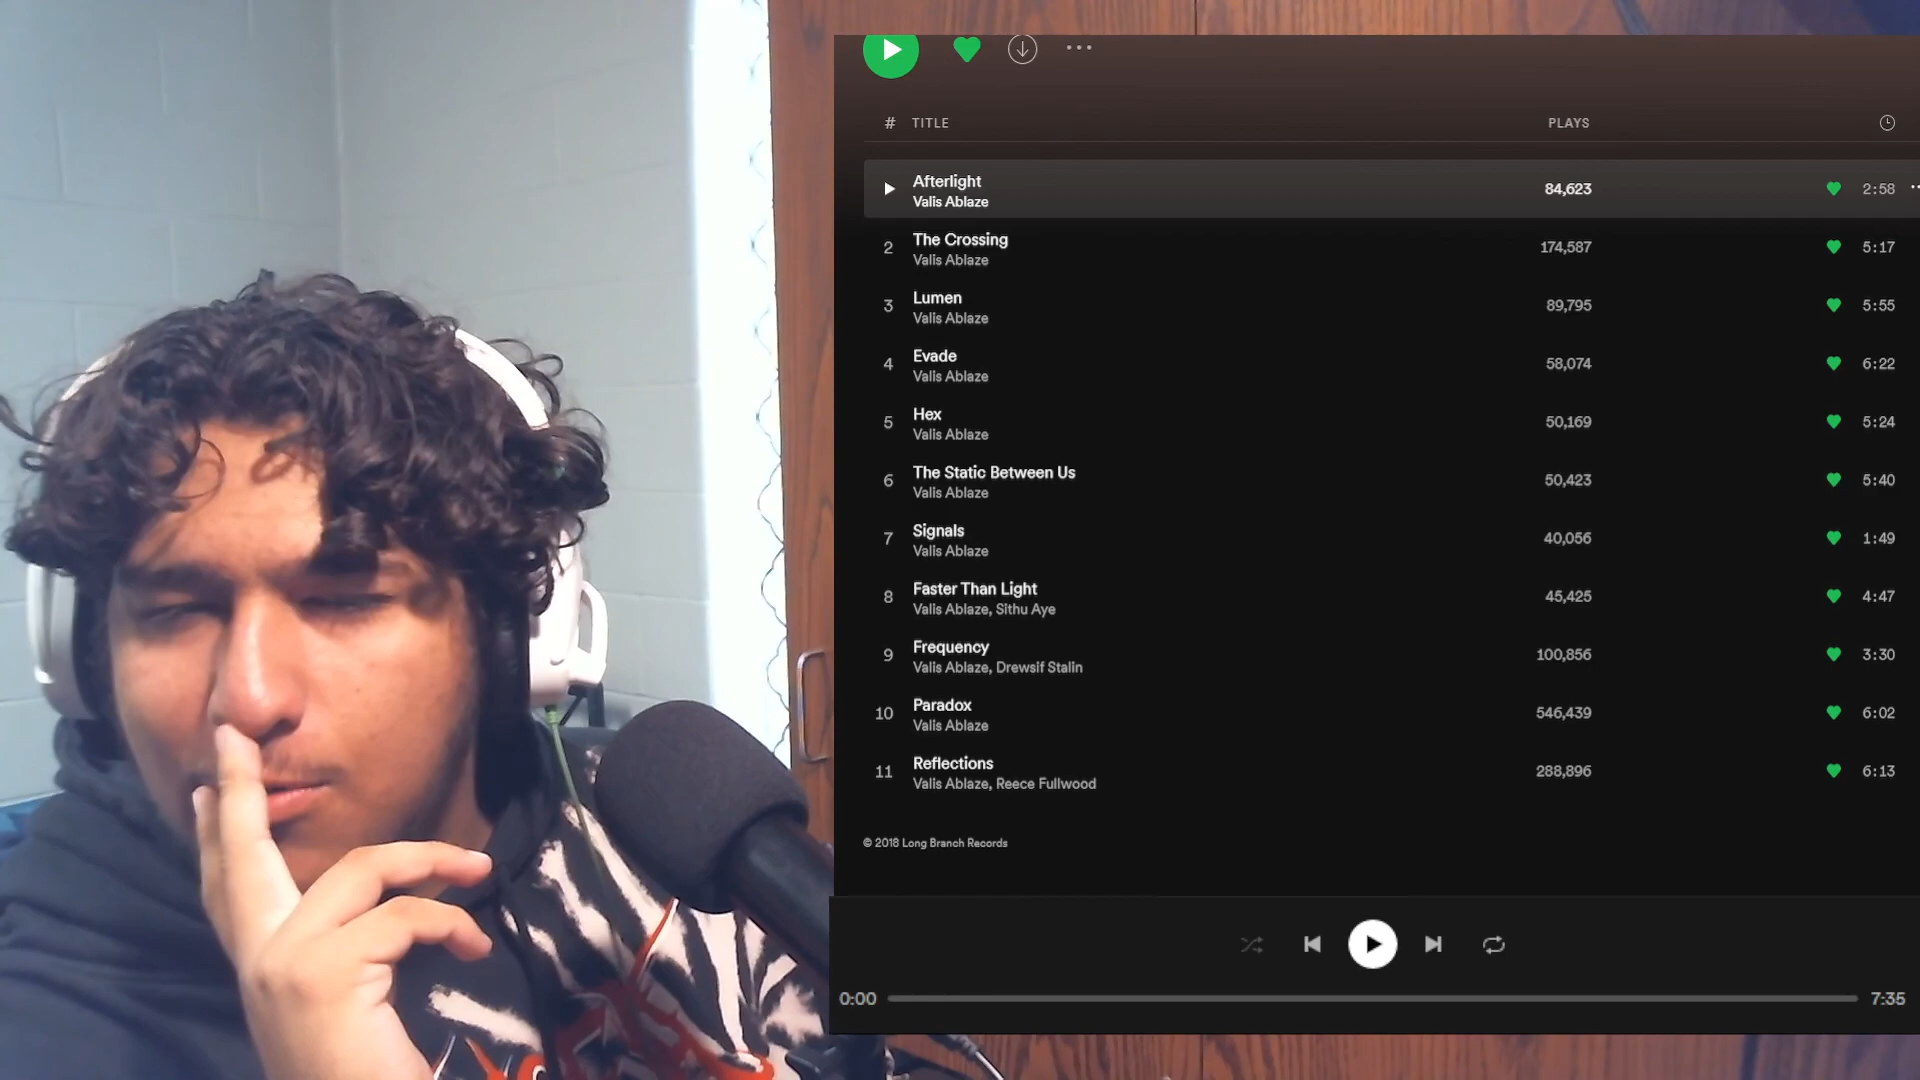 # TITLE PLAYS
Afterlight
Valis Ablaze
84,623 2:58
2 The Crossing
Valis Ablaze
174,587 5:17
3 Lumen
Valis Ablaze
89,795 5:55
4 Evade
Valis Ablaze
58,074 6:22
5 Hex
Valis Ablaze
50,169 5:24
6 The Static Between Us
Valis Ablaze
50,423 5:40
7 Signals
Valis Ablaze
40,056 1:49
8 Faster Than Light
Valis Ablaze, Sithu Aye
45,425 4:47
9 Frequency
Valis Ablaze, Drewsif Stalin
100,856 3:30
10 Paradox
Valis Ablaze
546,439 6:02
11 Reflections
Valis Ablaze, Reece Fullwood
288,896 6:13
© 2018 Long Branch Records
0:00 7:35